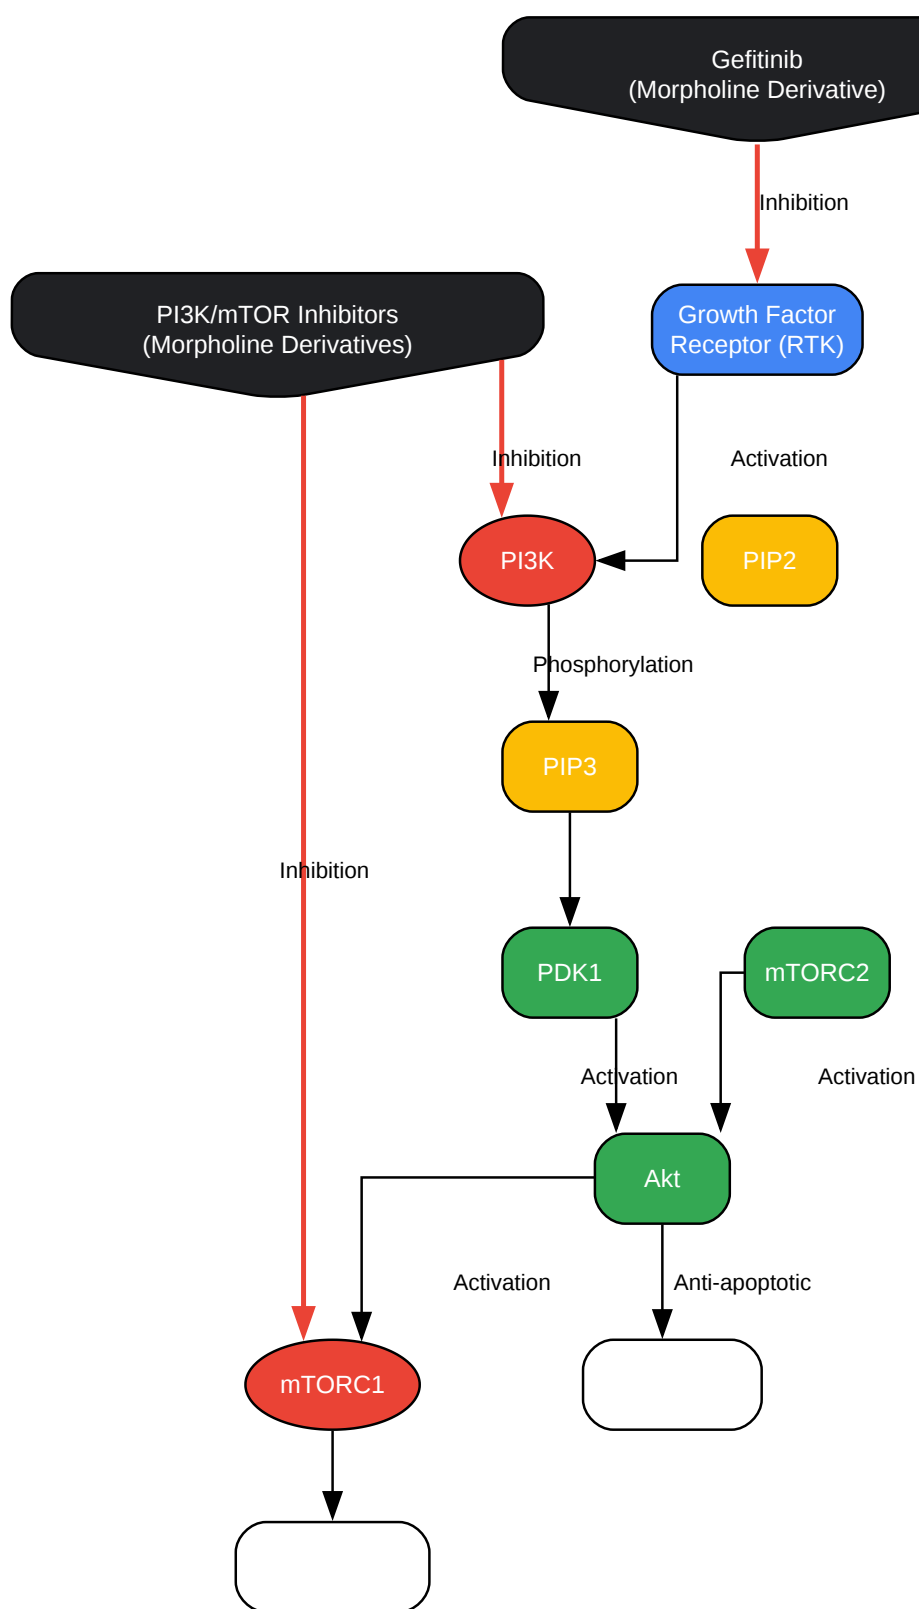 Gefitinib
(Morpholine Derivative)
Inhibition
PI3K/mTOR Inhibitors
(Morpholine Derivatives)
Growth Factor
Receptor (RTK)
Inhibition
Activation
PI3K
PIP2
Phosphorylation
PIP3
Inhibition
PDK1
mTORC2
Activation
Activation
Akt
Activation
Anti-apoptotic
mTORC1